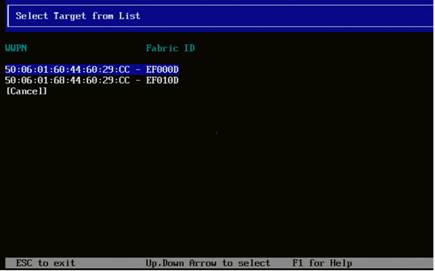 Select Target from List
WWPN Fabric ID
50:06:01:60:44:60:29:CC - EF000D
50:06:01:68:44:60:29:CC - EF010D
[Cancel]
ESC to exit Up,Down Arrow to select F1 for Help